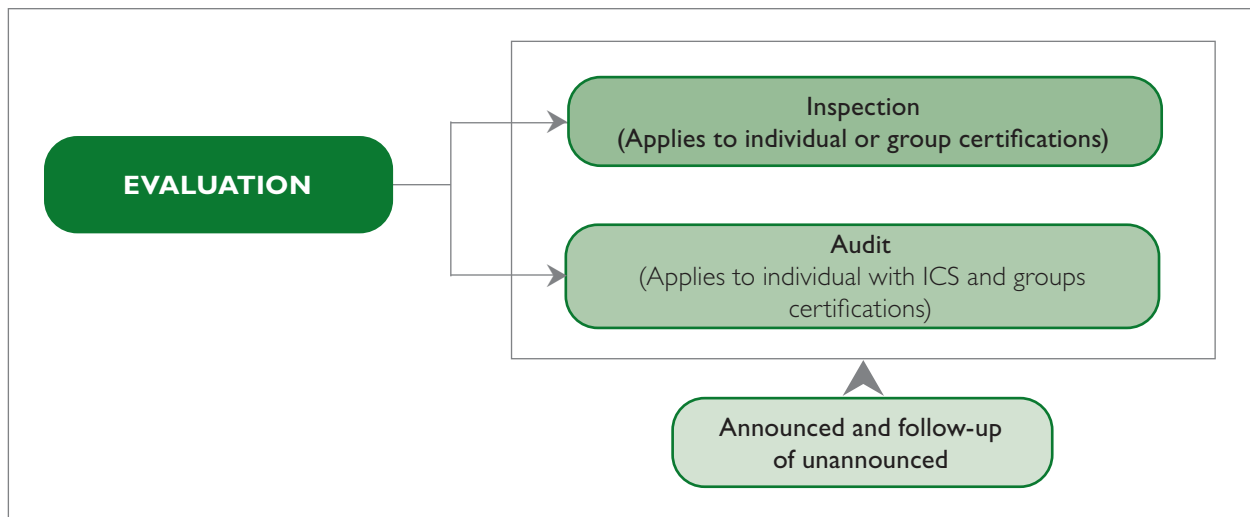 EVALUATION
Inspection
(Applies to individual or group certifications)
Audit
(Applies to individual with ICS and groups
certifications)
Announced and follow-up
of unannounced